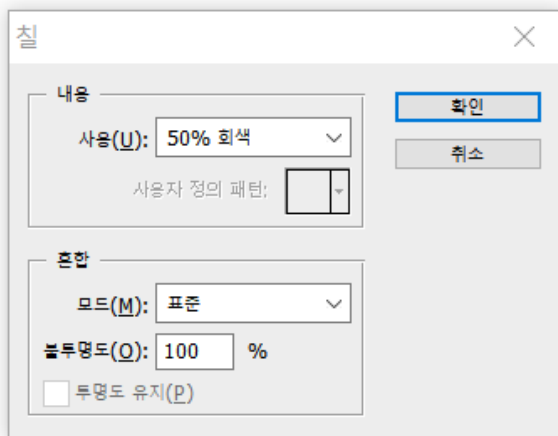 칠
내용
사용(U): 50% 회색
사용자 정의 패턴:
확인
취소
혼합
모드(M): 표준
불투명도(O): 100 %
투명도 유지(P)